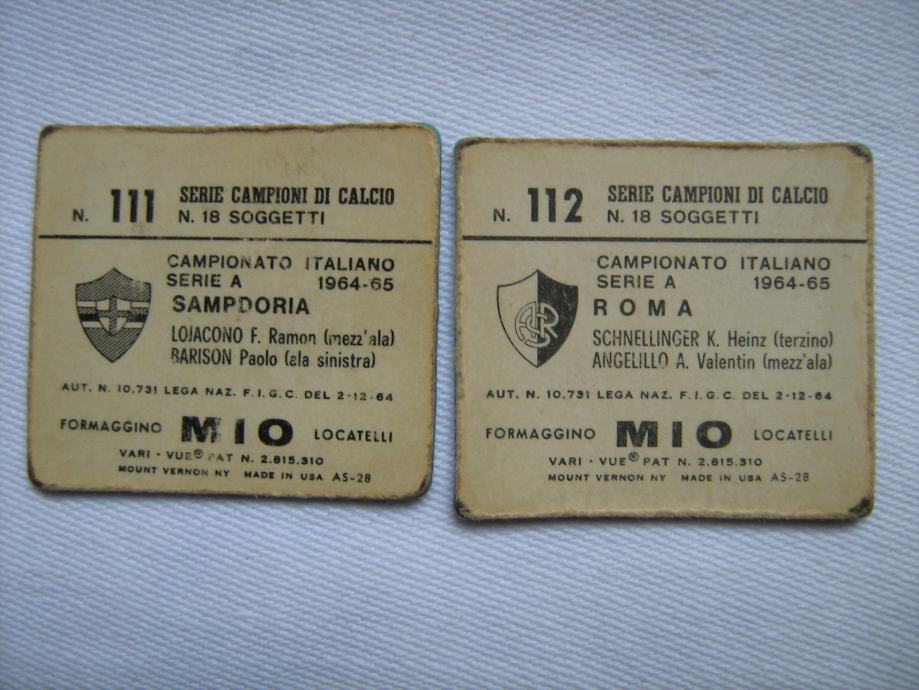 N. 111 SERIE CAMPIONI DI CALCIO
N. 18 SOGGETTI
CAMPIONATO ITALIANO
SERIE A 1964-65
SAMPDORIA
LOJACONO F. Ramon (mezz'ala)
BARISON Paolo (ala sinistra)
AUT. N. 10.731 LEGA NAZ. F.I.G.C. DEL 2-12-64
FORMAGGINO MIO LOCATELLI
VARI - VUE® PAT N. 2.815.310
MOUNT VERNON NY MADE IN USA AS-28
N. 112 SERIE CAMPIONI DI CALCIO
N. 18 SOGGETTI
CAMPIONATO ITALIANO
SERIE A 1964-65
ROMA
ASR
SCHNELLINGER K. Heinz (terzino)
ANGELILLO A. Valentin (mezz'ala)
AUT. N. 10.731 LEGA NAZ. F.I.G.C. DEL 2-12-64
FORMAGGINO MIO LOCATELLI
VARI - VUE® PAT N. 2.815.310
MOUNT VERNON NY MADE IN USA AS-28